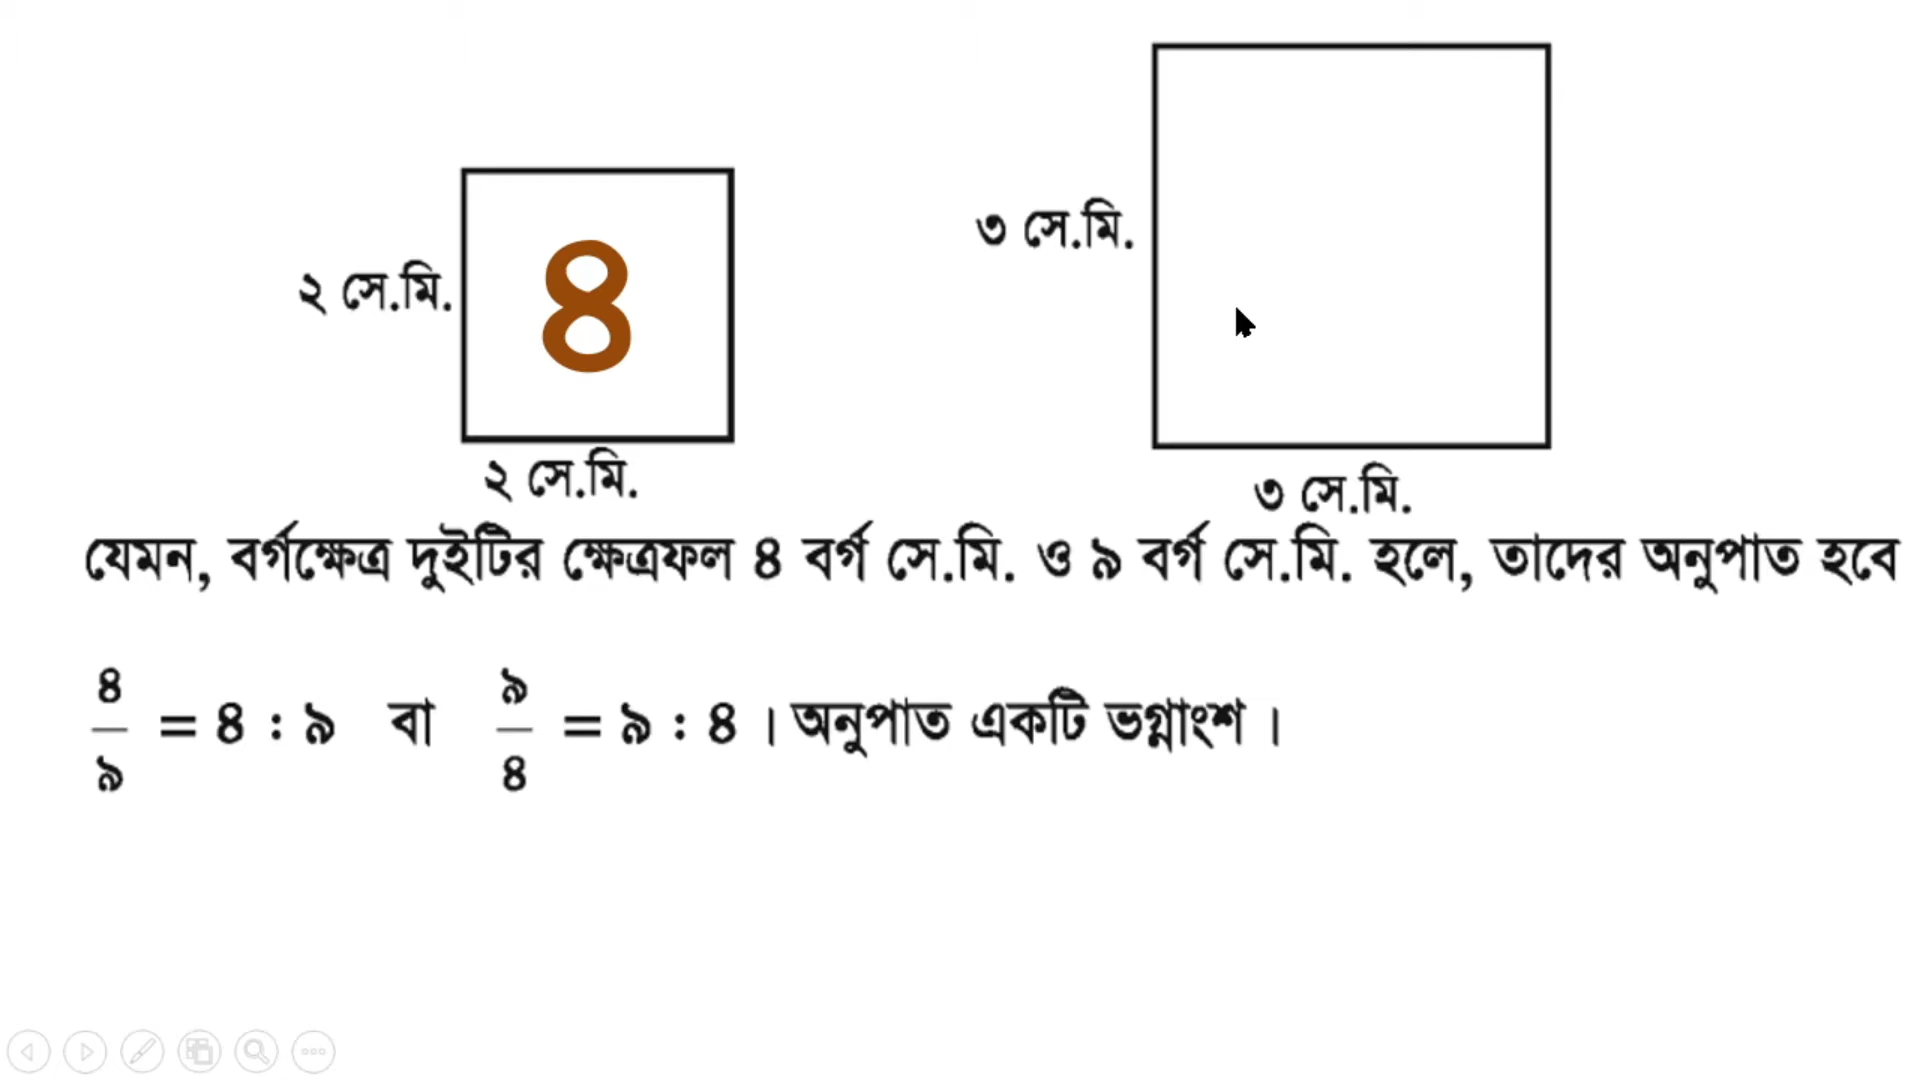 ৩ সে.মি.
২ সে.মি.
৪
২ সে.মি.
৩ সে.মি.
যেমন, বর্গক্ষেত্র দুইটির ক্ষেত্রফল ৪ বর্গ সে.মি. ও ৯ বর্গ সে.মি. হলে, তাদের অনুপাত হবে
৪/৯ = ৪ : ৯ বা ৯/৪ = ৯ : ৪ । অনুপাত একটি ভগ্নাংশ ।